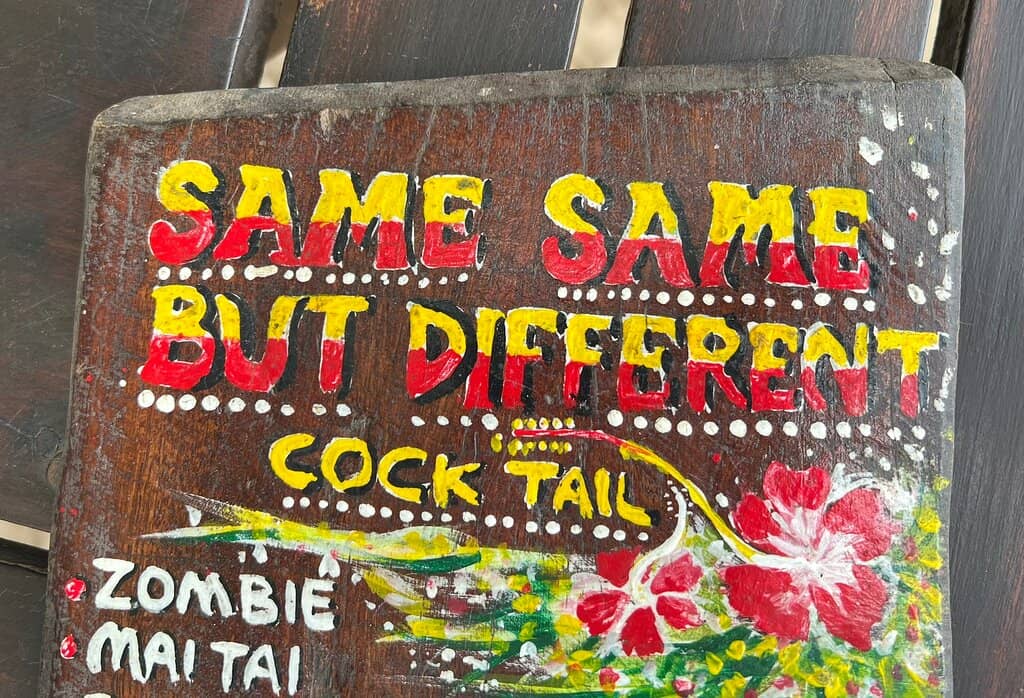 SAME SAME
BUT DIFFERENT
COCK TAIL
ZOMBIE
MAI TAI